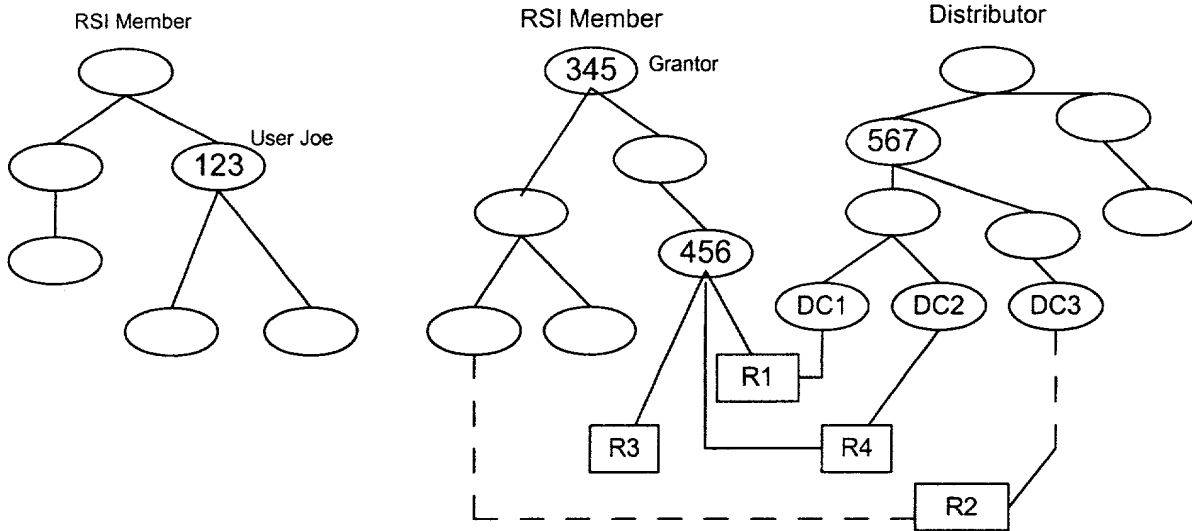 RSI Member
RSI Member
Distributor
345
Grantor
User Joe
123
567
456
DC1
DC2
DC3
R1
R3
R4
R2